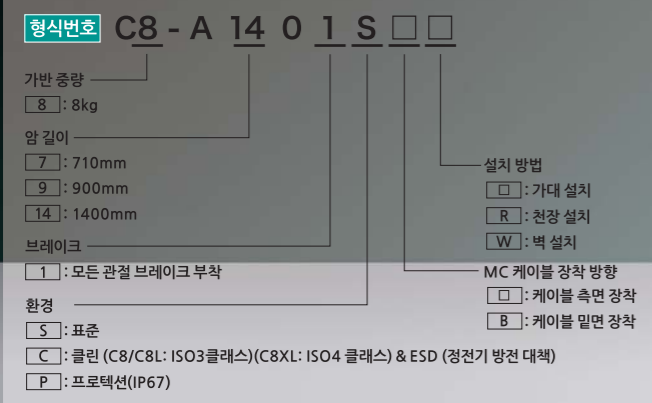 형식번호 C8-A1401S□□
가반 중량
8 : 8kg
암 길이
7 : 710mm
9 : 900mm
14 : 1400mm
브레이크
1 : 모든 관절 브레이크 부착
환경
S : 표준
C : 클린 (C8/C8L: ISO3클래스)(C8XL: ISO4 클래스) & ESD (정전기 방전 대책)
P : 프로텍션(IP67)
설치 방법
□ : 가대 설치
R : 천장 설치
W : 벽 설치
MC 케이블 장착 방향
□ : 케이블 측면 장착
B : 케이블 밑면 장착